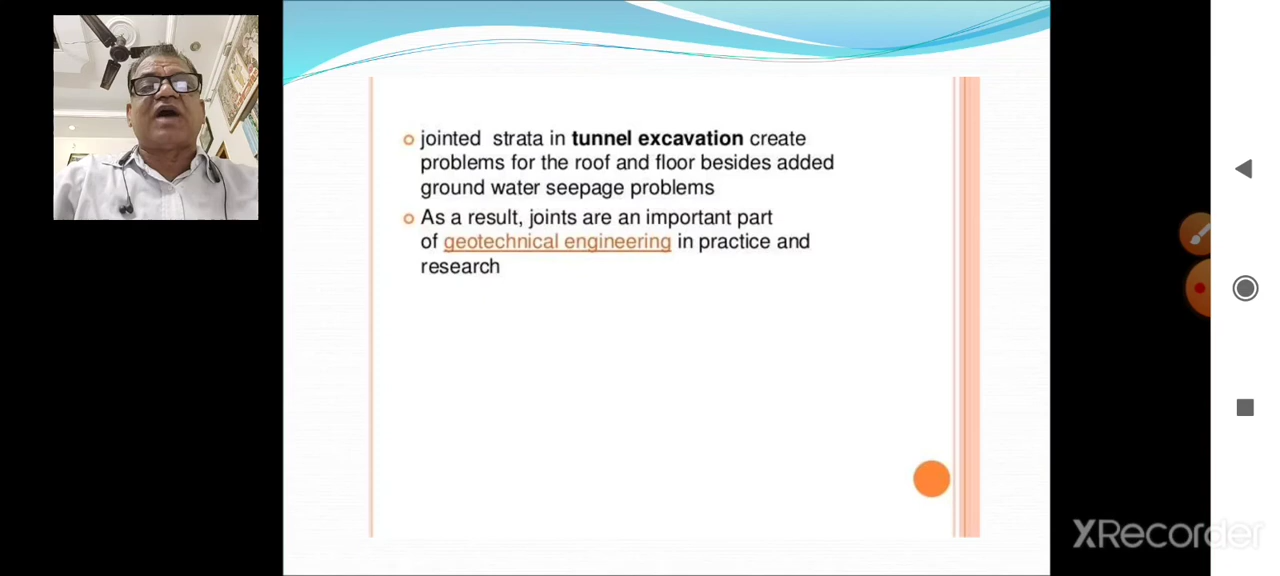 jointed strata in tunnel excavation create
problems for the roof and floor besides added
ground water seepage problems
As a result, joints are an important part
of geotechnical engineering in practice and
research
XRecorder